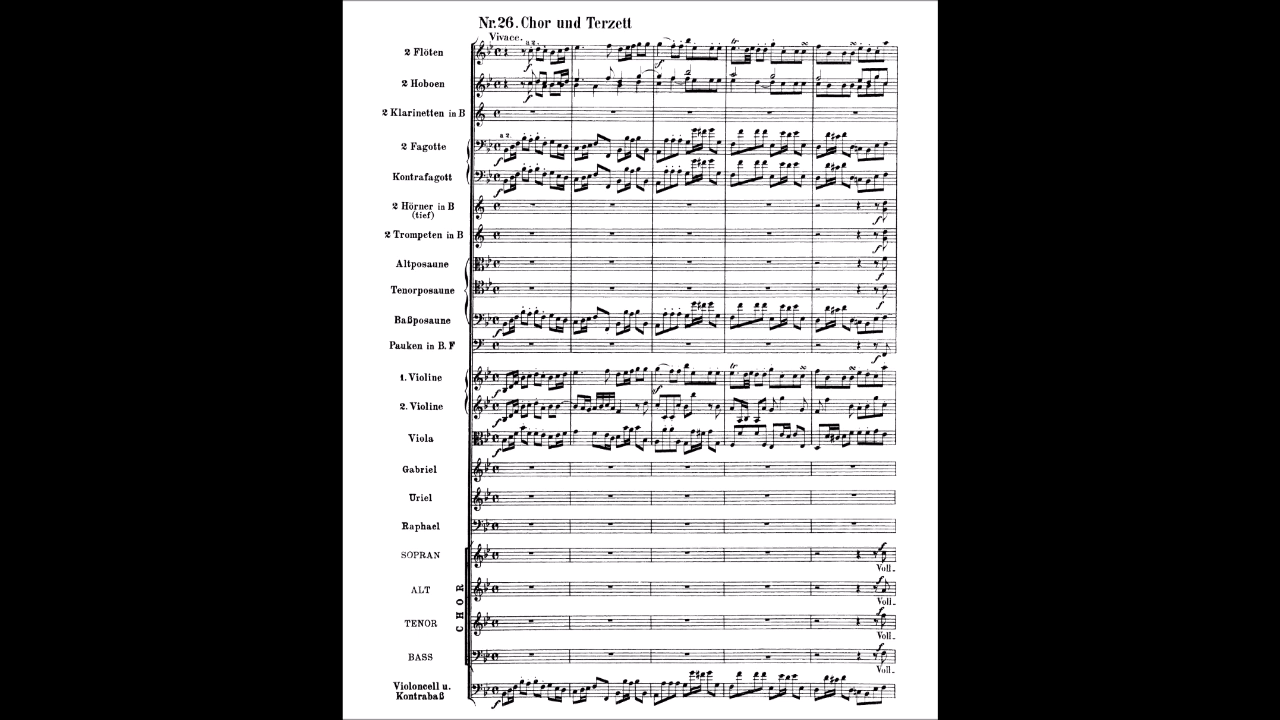 Nr. 26. Chor und Terzett
Vivace.
2 Flöten
a 2.
2 Hoboen
2 Klarinetten in B
2 Fagotte
a 2.
Kontrafagott
2 Hörner in B
(tief)
2 Trompeten in B
Altposaune
Tenorposaune
Baßposaune
Pauken in B. F
1. Violine
2. Violine
Viola
Gabriel
Uriel
Raphael
CHOR
SOPRAN
Voll-
ALT
Voll-
TENOR
Voll-
BASS
Voll-
Violoncell u.
Kontrabaß